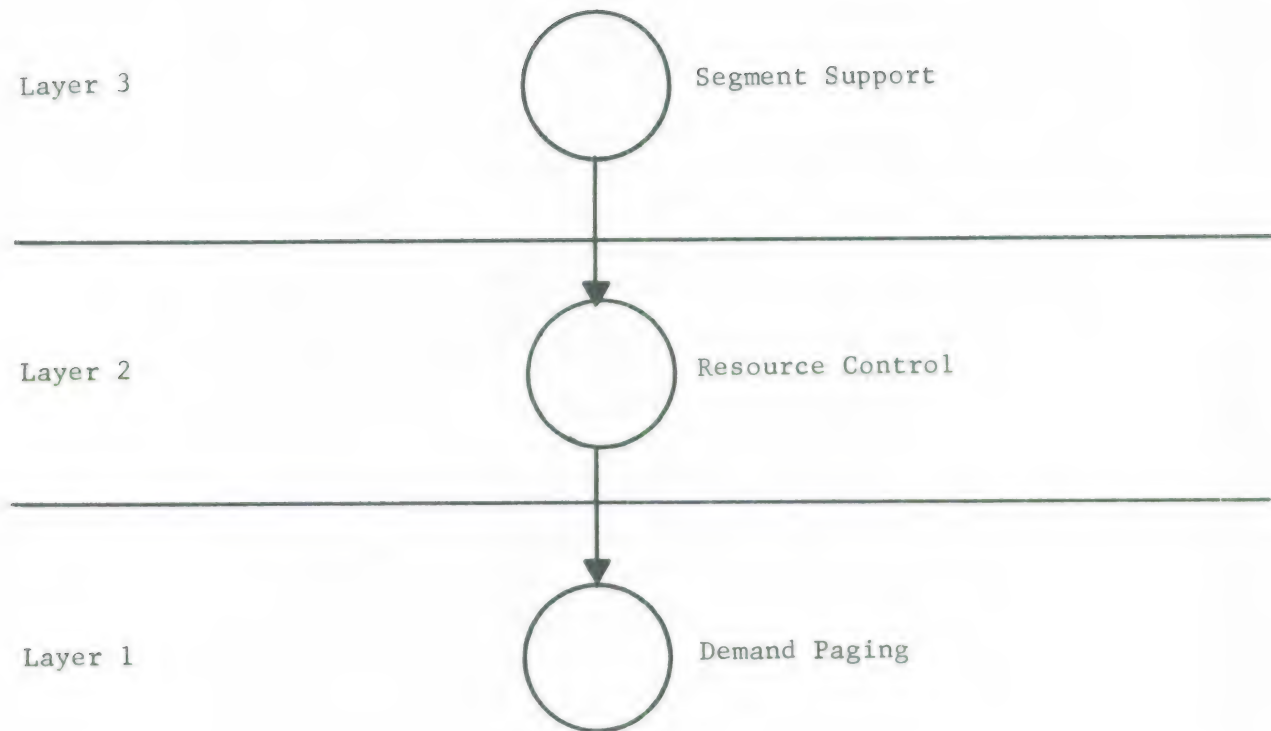 Layer 3 Segment Support
Layer 2 Resource Control
Layer 1 Demand Paging